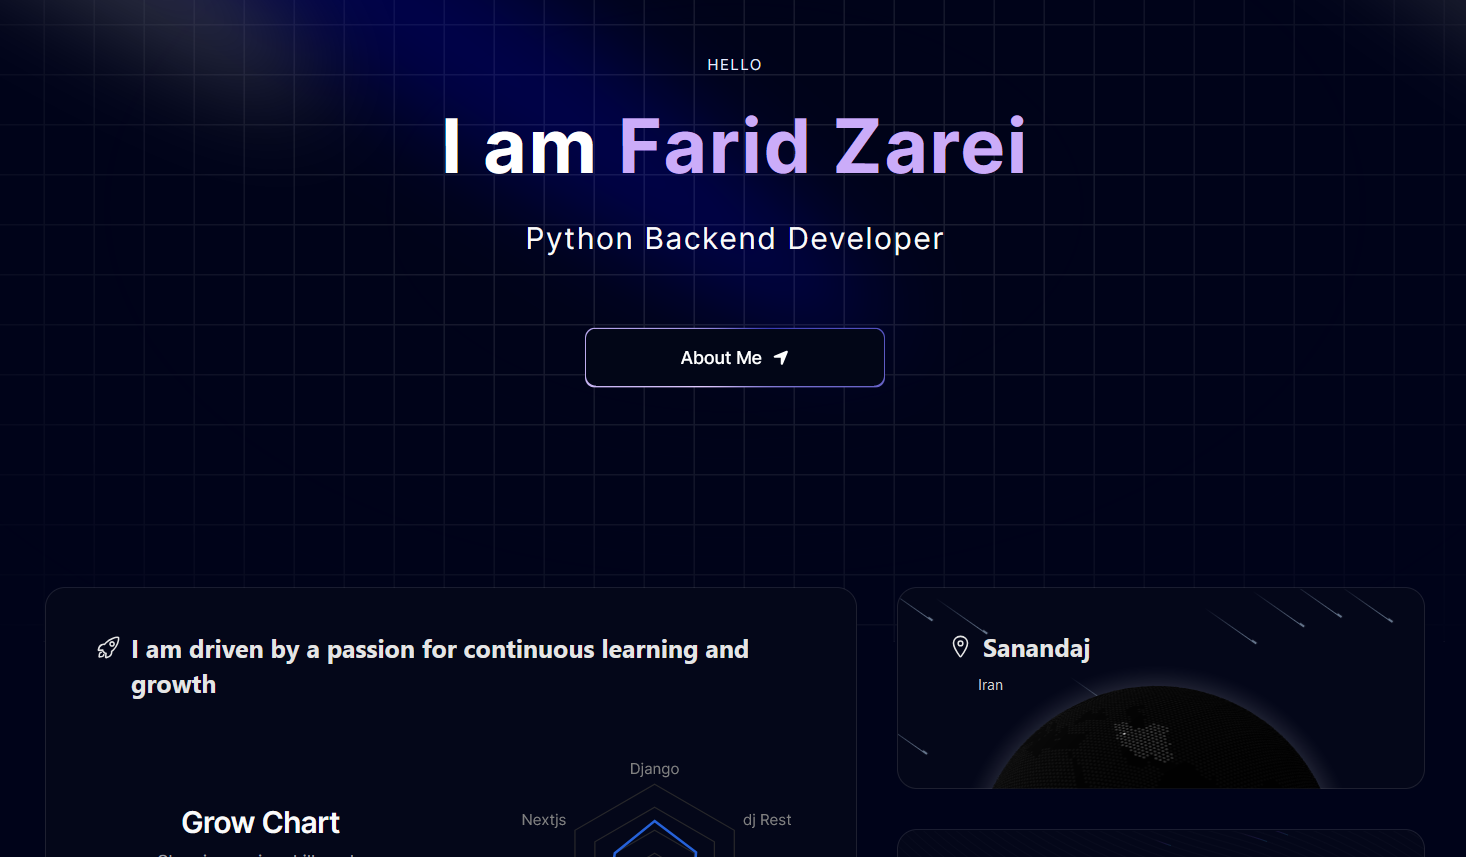 HELLO
I am Farid Zarei
Python Backend Developer
About Me
I am driven by a passion for continuous learning and
growth
Sanandaj
Iran
Grow Chart
Django
Nextjs
dj Rest